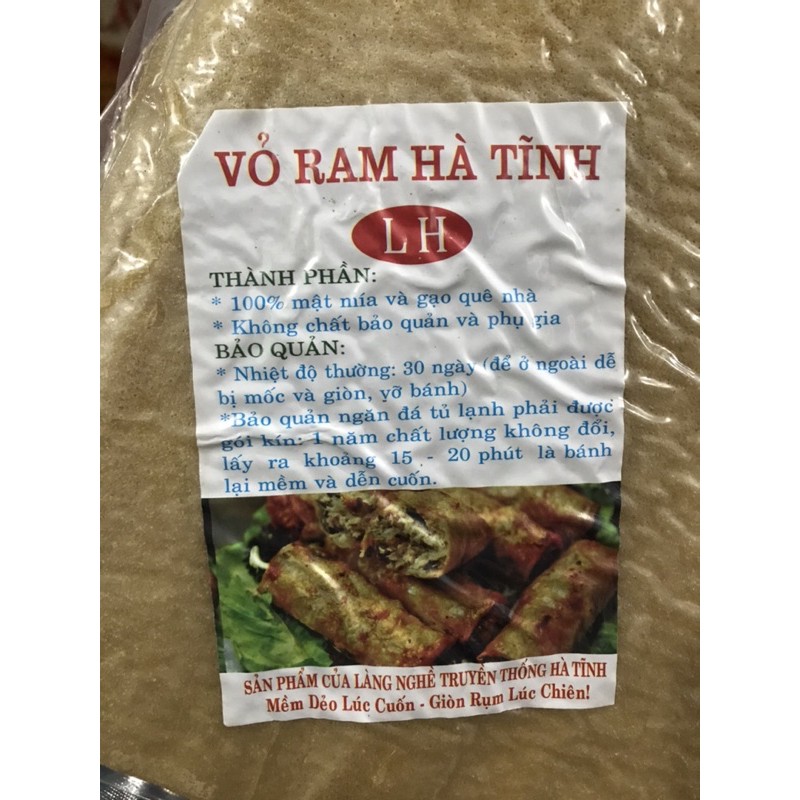 VỎ RAM HÀ TĨNH
L H
THÀNH PHẦN:
* 100% mật mía và gạo quê nhà
* Không chất bảo quản và phụ gia
BẢO QUẢN:
* Nhiệt độ thường: 30 ngày (để ở ngoài dễ
bị mốc và giòn, vỡ bánh)
*Bảo quản ngăn đá tủ lạnh phải được
gói kín: 1 năm chất lượng không đổi,
lấy ra khoảng 15 - 20 phút là bánh
lại mềm và dễn cuốn.
SẢN PHẨM CỦA LÀNG NGHỀ TRUYỀN THỐNG HÀ TĨNH
Mềm Dẻo Lúc Cuốn - Giòn Rụm Lúc Chiên!